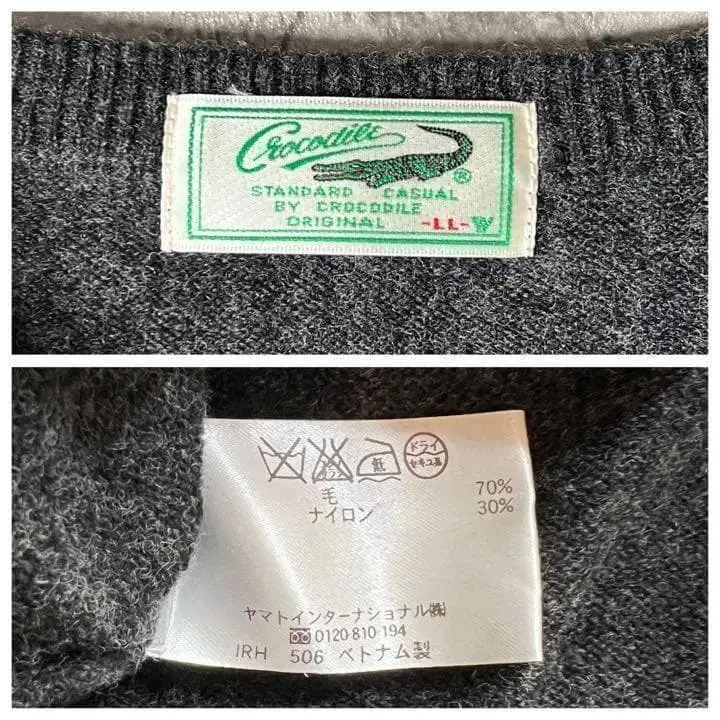 Crocodile
®
STANDARD CASUAL
BY CROCODILE
ORIGINAL -LL-W
低
ドライ
セキユ系
毛 70%
ナイロン 30%
ヤマトインターナショナル㈱
0120-810-194
IRH 506 ベトナム製